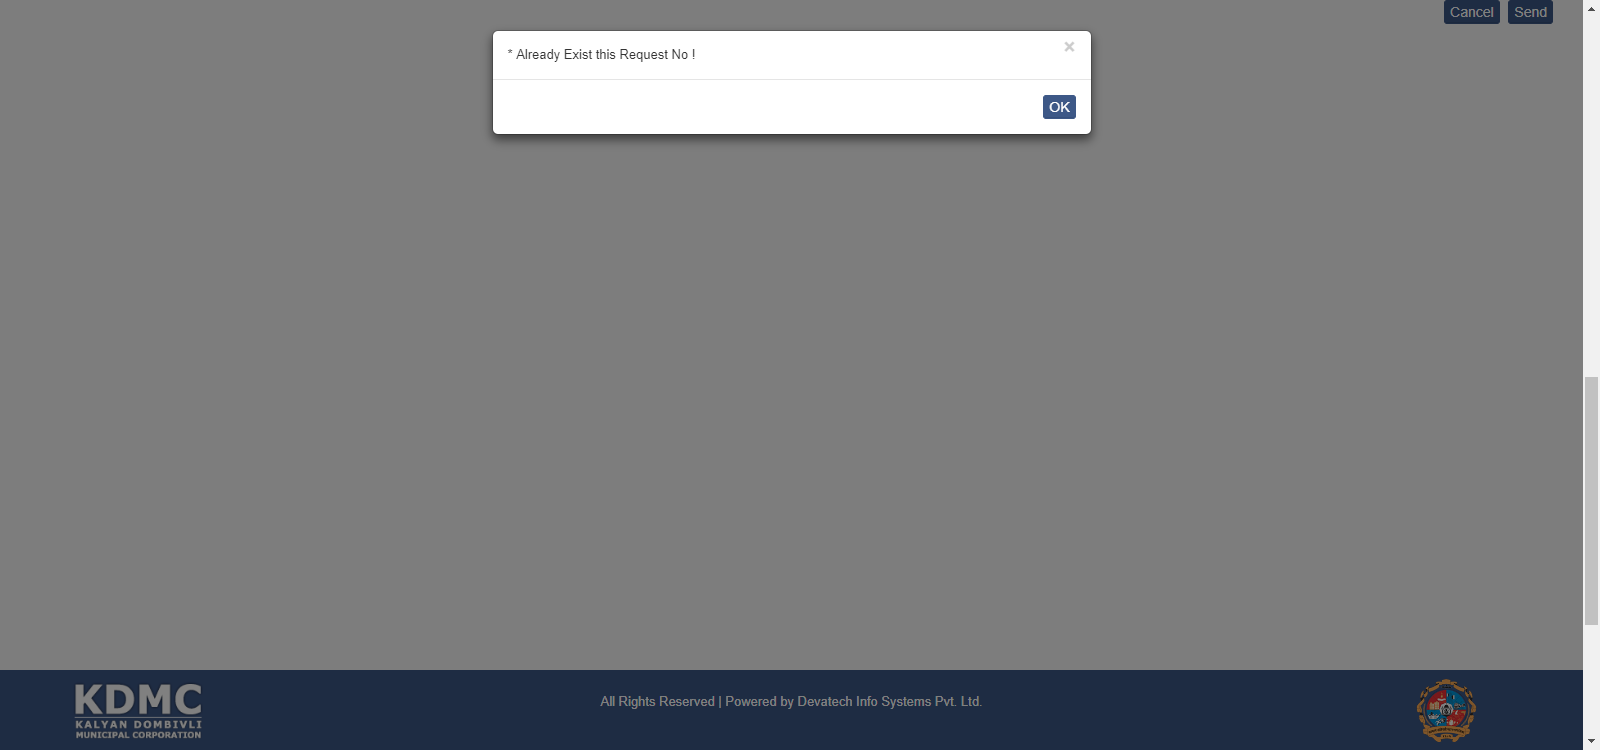 Cancel Send
* Already Exist this Request No !
×
OK
KDMC
KALYAN DOMBIVLI
MUNICIPAL CORPORATION
All Rights Reserved | Powered by Devatech Info Systems Pvt. Ltd.